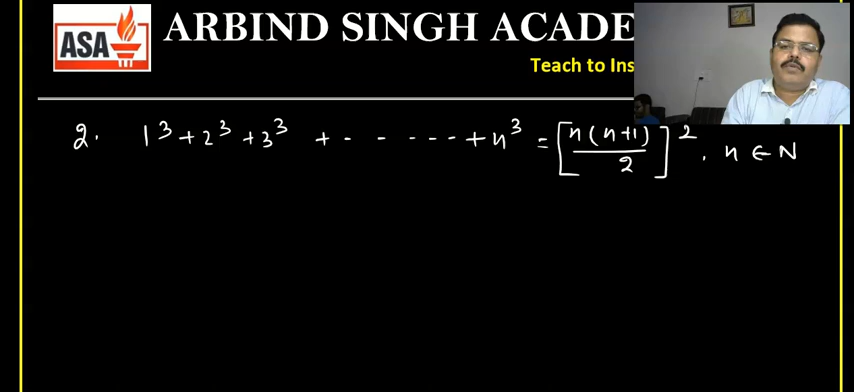 ASA
ARBIND SINGH ACADE
Teach to Ins
2. 1³ + 2³ + 3³ + - - - - - - + n³ = [n(n+1)/2]², n ∈ N